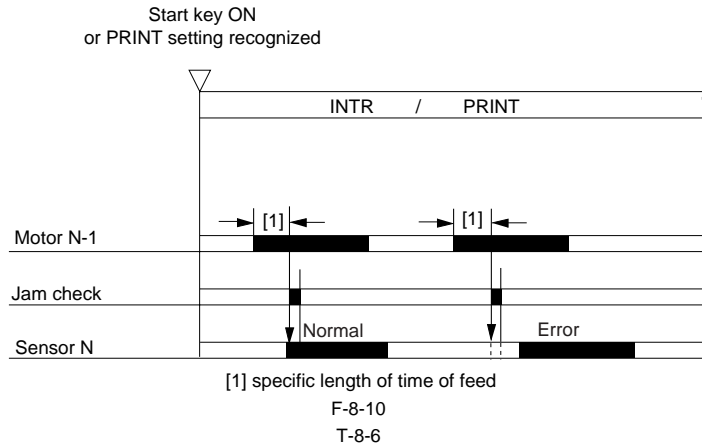 Start key ON
or PRINT setting recognized
INTR / PRINT
[1] [1]
Motor N-1
Jam check
Normal Error
Sensor N
[1] specific length of time of feed
F-8-10
T-8-6